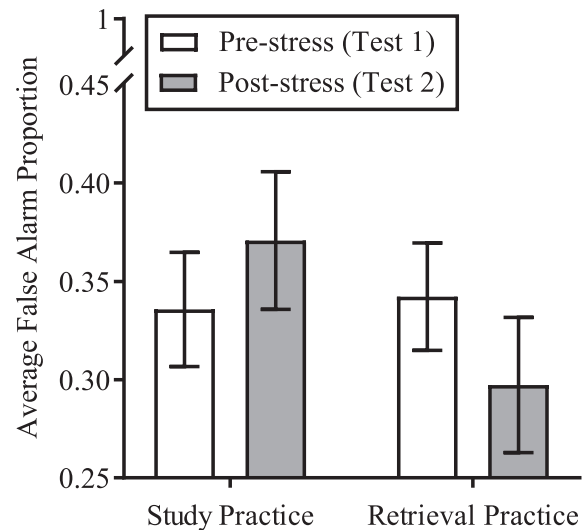 1
0.45
0.40
0.35
0.30
0.25
Average False Alarm Proportion
Pre-stress (Test 1)
Post-stress (Test 2)
Study Practice
Retrieval Practice